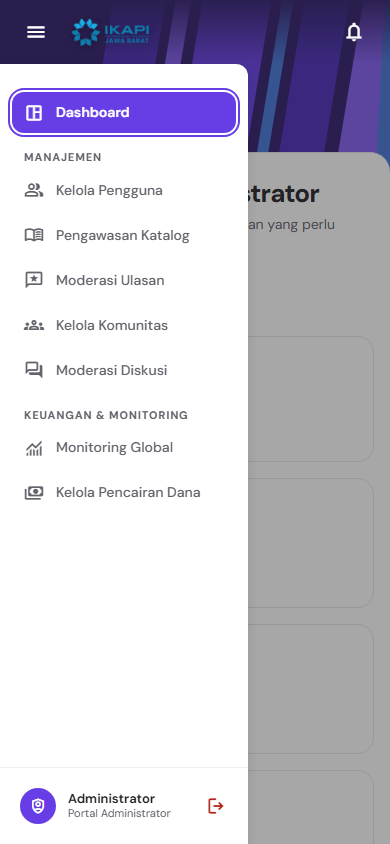 IKAPI
JAWA BARAT
Dashboard
MANAJEMEN
Kelola Pengguna
strator
Pengawasan Katalog
an yang perlu
Moderasi Ulasan
Kelola Komunitas
Moderasi Diskusi
KEUANGAN & MONITORING
Monitoring Global
Kelola Pencairan Dana
Administrator
Portal Administrator